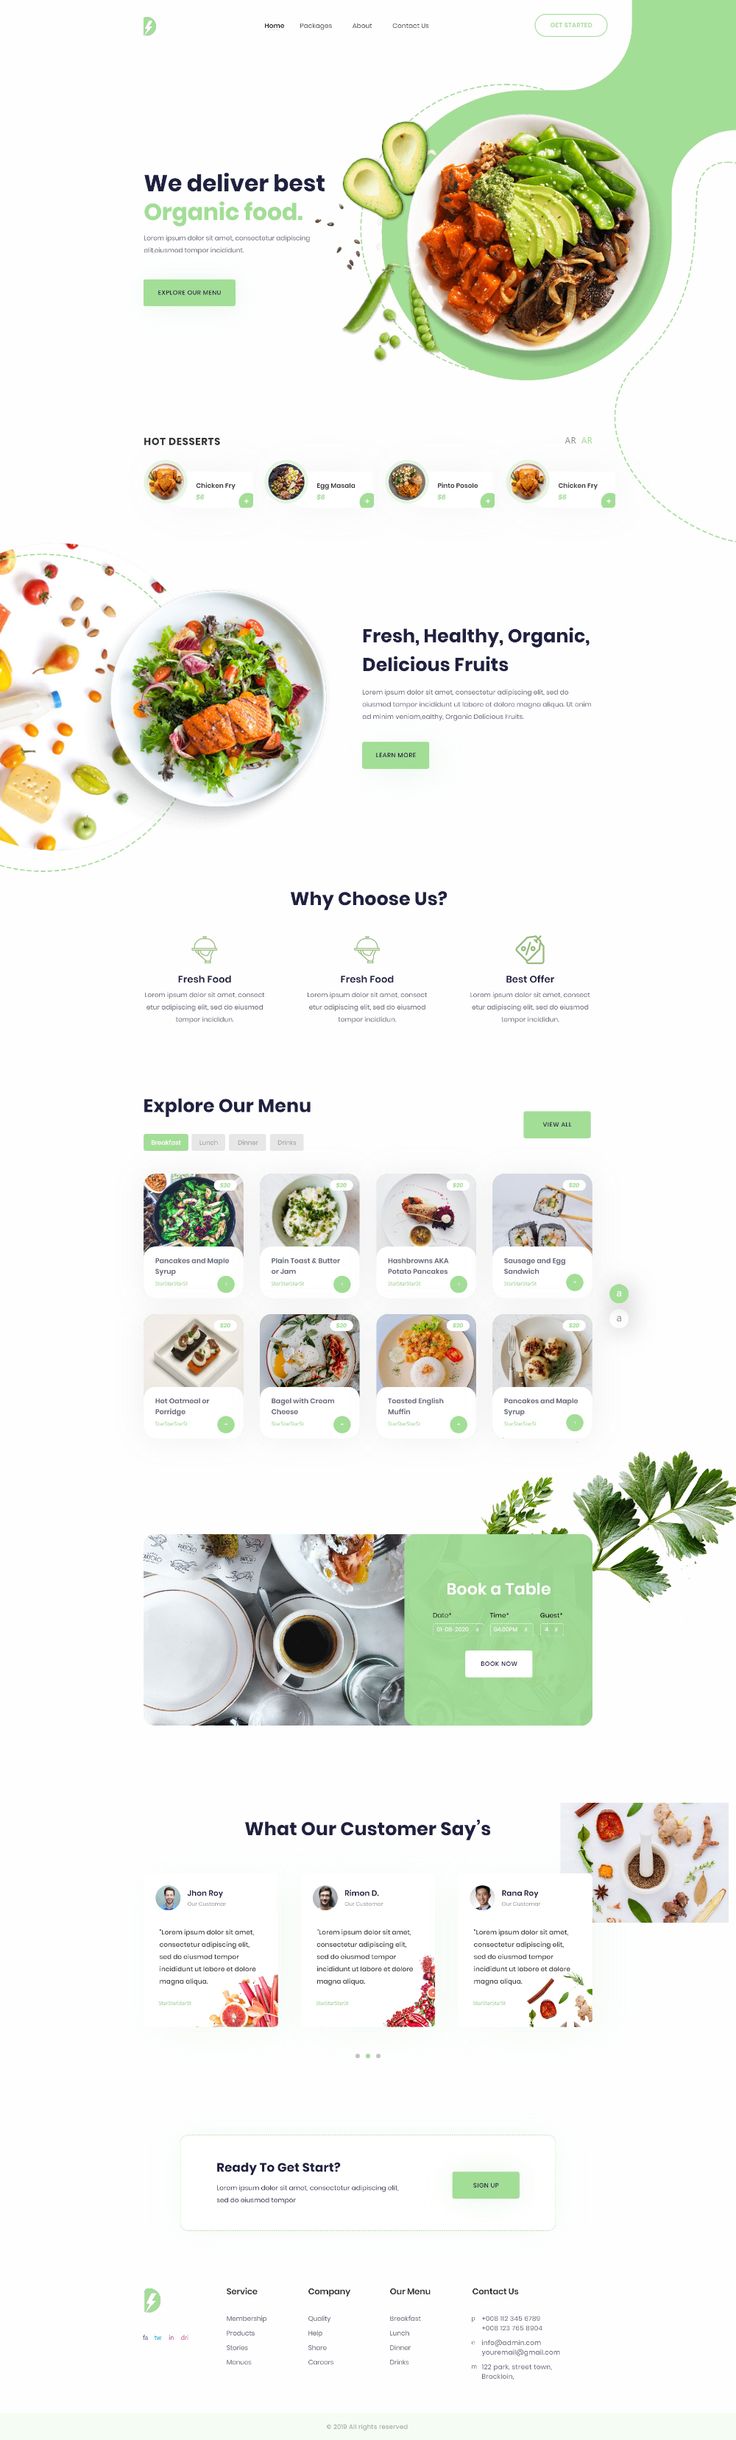 Home Packages About Contact Us
GET STARTED
We deliver best
Organic food.
Lorem ipsum dolor sit amet, consectetur adipiscing
elit,eiusmod tempor incididunt.
EXPLORE OUR MENU
HOT DESSERTS
AR AR
Chicken Fry
$6
+
Egg Masala
$6
+
Pinto Posole
$6
+
Chicken Fry
$6
+
Fresh, Healthy, Organic,
Delicious Fruits
Lorem ipsum dolor sit amet, consectetur adipiscing elit, sed do
eiusmod tempor incididunt ut labore et dolore magna aliqua. Ut enim
ad minim veniam,ealthy, Organic Delicious Fruits.
LEARN MORE
Why Choose Us?
Fresh Food
Lorem ipsum dolor sit amet, consect
etur adipiscing elit, sed do eiusmod
tempor incididun.
Fresh Food
Lorem ipsum dolor sit amet, consect
etur adipiscing elit, sed do eiusmod
tempor incididun.
Best Offer
Lorem ipsum dolor sit amet, consect
etur adipiscing elit, sed do eiusmod
tempor incididun.
Explore Our Menu
VIEW ALL
Breakfast Lunch Dinner Drinks
$20
Pancakes and Maple
Syrup
StarStarStarSt
$20
Plain Toast & Butter
or Jam
StarStarStarSt
$20
Hashbrowns AKA
Potato Pancakes
StarStarStarSt
$20
Sausage and Egg
Sandwich
StarStarStarSt
a
a
$20
Hot Oatmeal or
Porridge
StarStarStarSt
$20
Bagel with Cream
Cheese
StarStarStarSt
$20
Toasted English
Muffin
StarStarStarSt
$20
Pancakes and Maple
Syrup
StarStarStarSt
Book a Table
Date* Time* Guest*
01-08-2020 04.00PM 4
BOOK NOW
What Our Customer Say's
Jhon Roy
Our Customer
"Lorem ipsum dolor sit amet,
consectetur adipiscing elit,
sed do eiusmod tempor
incididunt ut labore et dolore
magna aliqua.
StarStarStarSt
Rimon D.
Our Customer
"Lorem ipsum dolor sit amet,
consectetur adipiscing elit,
sed do eiusmod tempor
incididunt ut labore et dolore
magna aliqua.
StarStarStarSt
Rana Roy
Our Customer
"Lorem ipsum dolor sit amet,
consectetur adipiscing elit,
sed do eiusmod tempor
incididunt ut labore et dolore
magna aliqua.
StarStarStarSt
Ready To Get Start?
Lorem ipsum dolor sit amet, consectetur adipiscing elit,
sed do eiusmod tempor
SIGN UP
fa tw in dri
Service
Membership
Products
Stories
Menues
Company
Quality
Help
Share
Careers
Our Menu
Breakfast
Lunch
Dinner
Drinks
Contact Us
p +008 112 345 6789
+008 123 765 8904
e info@admin.com
youremail@gmail.com
m 122 park, street town,
Brocklein,
© 2019 All rights reserved